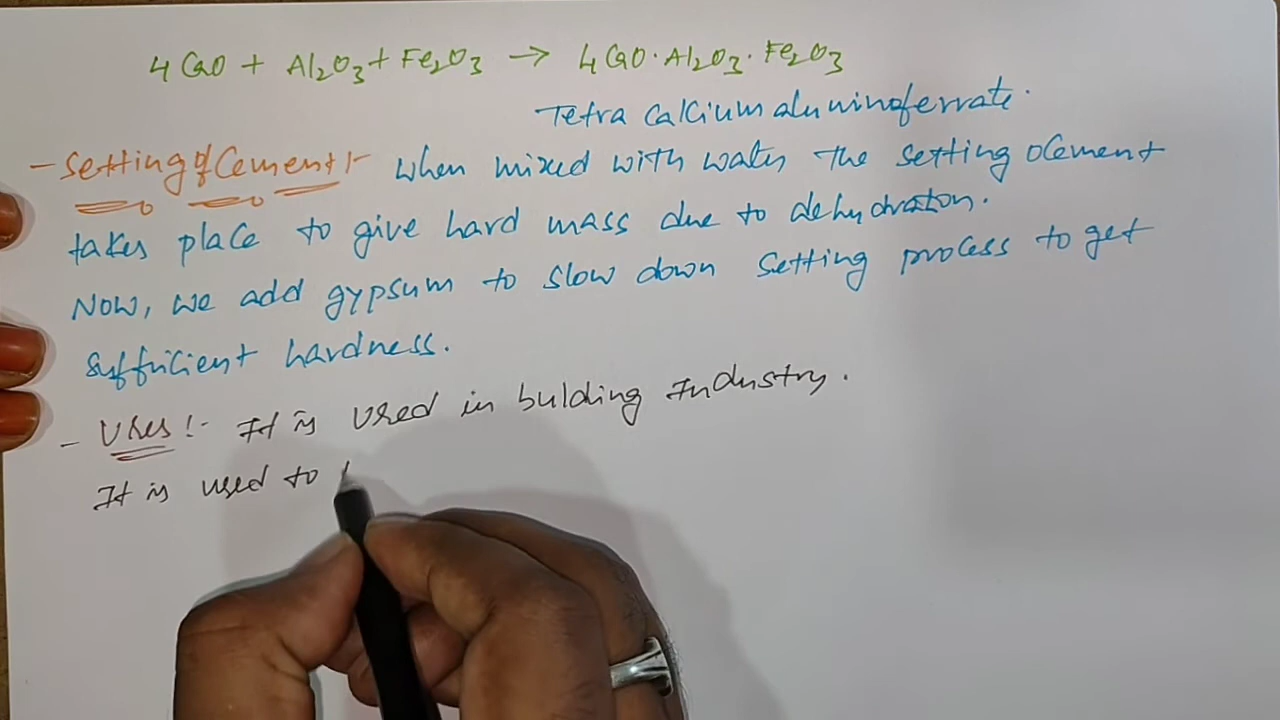 4CaO + Al2O3 + Fe2O3 → 4CaO·Al2O3·Fe2O3
Tetra calcium aluminoferrate.
- Setting of Cement :- when mixed with water, the setting of cement
takes place to give hard mass due to dehydration.
Now, we add gypsum to slow down setting process to get
sufficient hardness.
- Uses :- It is used in bulding Industry.
It is used to